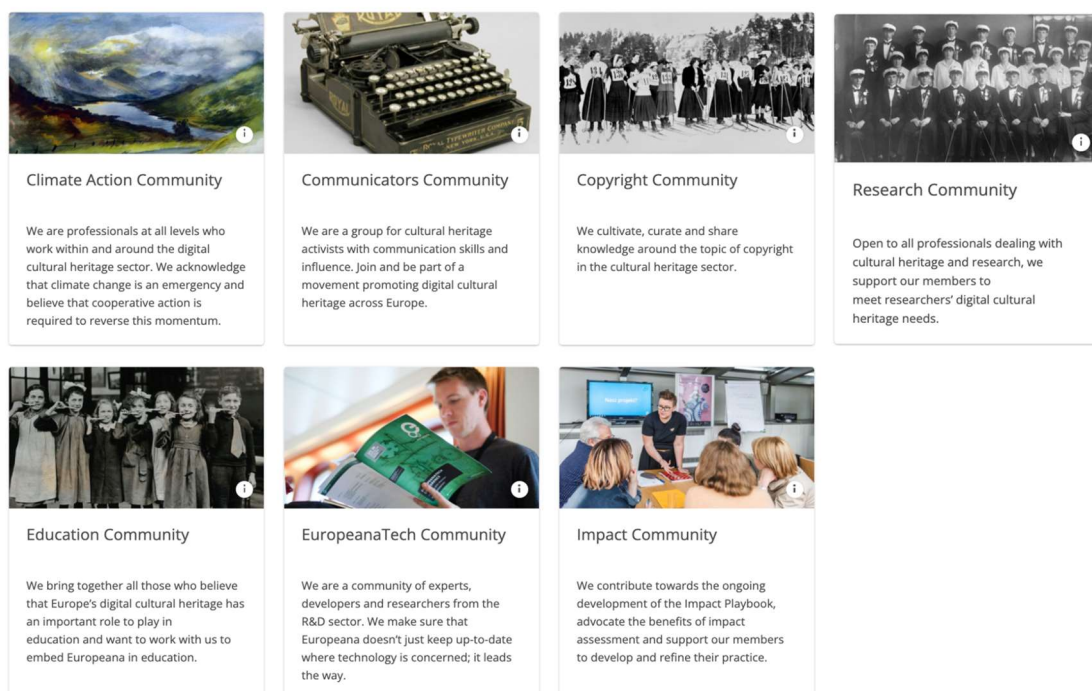 ROYAL
ROYAL
ROYAL TYPEWRITER COMPANY
NEW YORK, U.S.A.
Climate Action Community
We are professionals at all levels who
work within and around the digital
cultural heritage sector. We acknowledge
that climate change is an emergency and
believe that cooperative action is
required to reverse this momentum.
Communicators Community
We are a group for cultural heritage
activists with communication skills and
influence. Join and be part of a
movement promoting digital cultural
heritage across Europe.
Copyright Community
We cultivate, curate and share
knowledge around the topic of copyright
in the cultural heritage sector.
Research Community
Open to all professionals dealing with
cultural heritage and research, we
support our members to
meet researchers’ digital cultural
heritage needs.
Education Community
We bring together all those who believe
that Europe’s digital cultural heritage has
an important role to play in
education and want to work with us to
embed Europeana in education.
EuropeanaTech Community
We are a community of experts,
developers and researchers from the
R&D sector. We make sure that
Europeana doesn’t just keep up-to-date
where technology is concerned; it leads
the way.
Impact Community
We contribute towards the ongoing
development of the Impact Playbook,
advocate the benefits of impact
assessment and support our members
to develop and refine their practice.